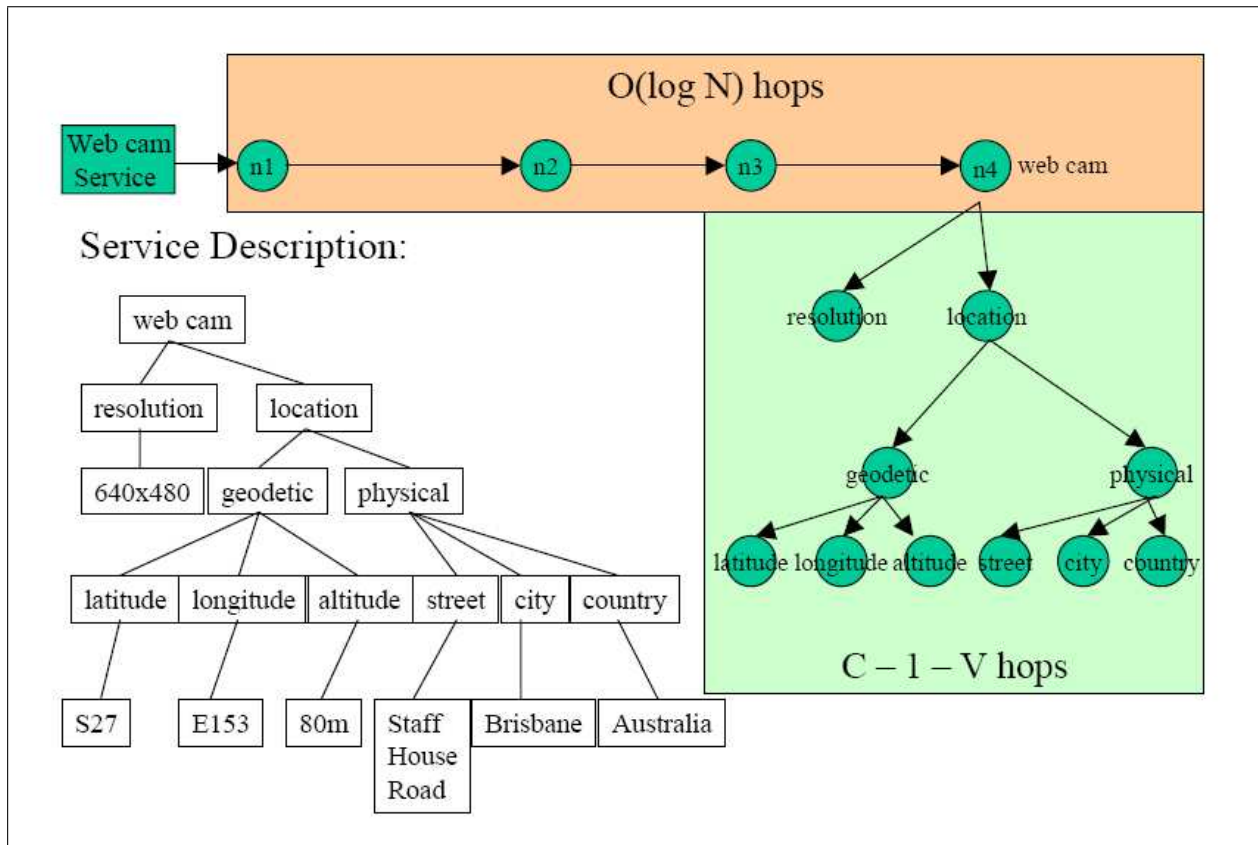 O(log N) hops
Web cam
Service
n1
n2
n3
n4
web cam
Service Description:
resolution
location
web cam
resolution
location
geodetic
physical
640x480
geodetic
physical
latitude
longitude
altitude
street
city
country
latitude
longitude
altitude
street
city
country
C – 1 – V hops
S27
E153
80m
Staff
House
Road
Brisbane
Australia